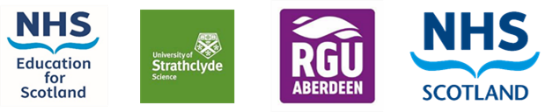 NHS
Education
for
Scotland
University of
Strathclyde
Science
RGU
ABERDEEN
NHS
SCOTLAND